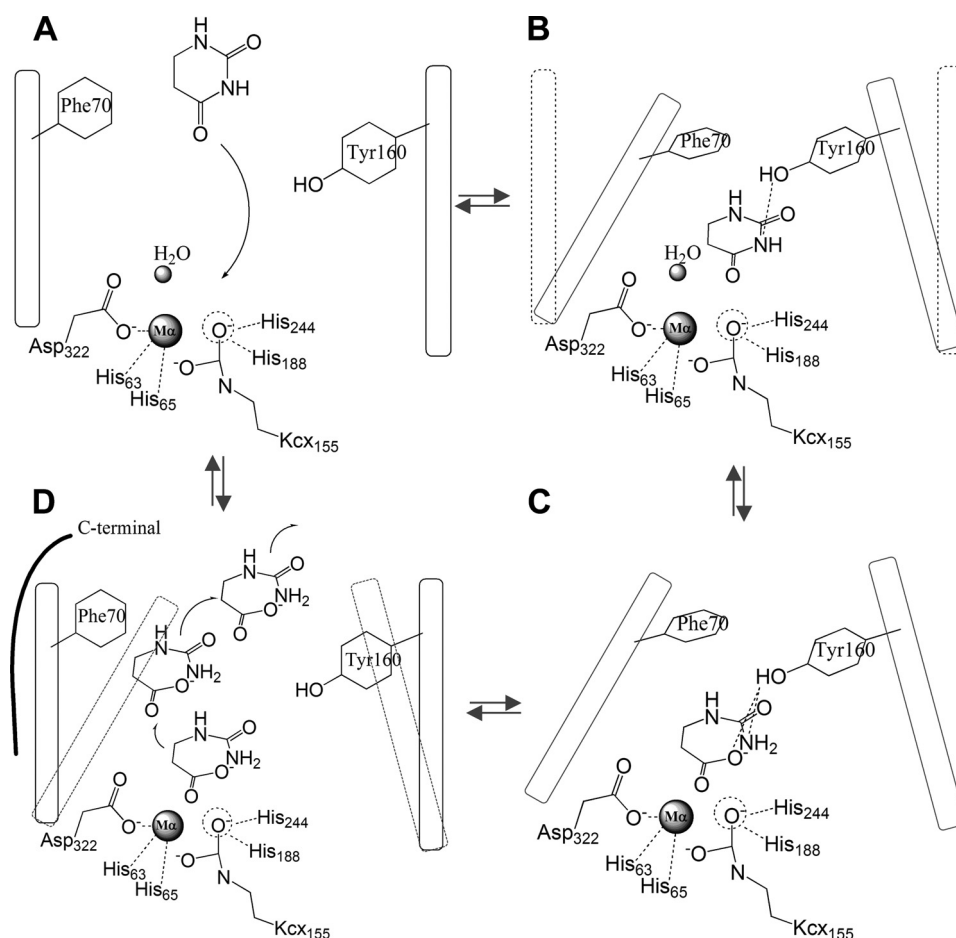 A
H
N
O
NH
O
Phe70
Tyr160
HO
H2O
O
O-
Mα
Asp322
His63
His65
O-
-O
N
His244
His188
Kcx155
B
Phe70
Tyr160
HO
H
N
O
NH
O
H2O
O
O-
Mα
Asp322
His63
His65
O-
-O
N
His244
His188
Kcx155
D
C-terminal
Phe70
Tyr160
HO
H
N
O
NH2
O-
O
H
N
O
NH2
O-
O
H
N
O
NH2
O-
O
O
O-
Mα
Asp322
His63
His65
O-
-O
N
His244
His188
Kcx155
C
Phe70
Tyr160
HO
H
N
O
NH2
O-
O
O
O-
Mα
Asp322
His63
His65
O-
-O
N
His244
His188
Kcx155